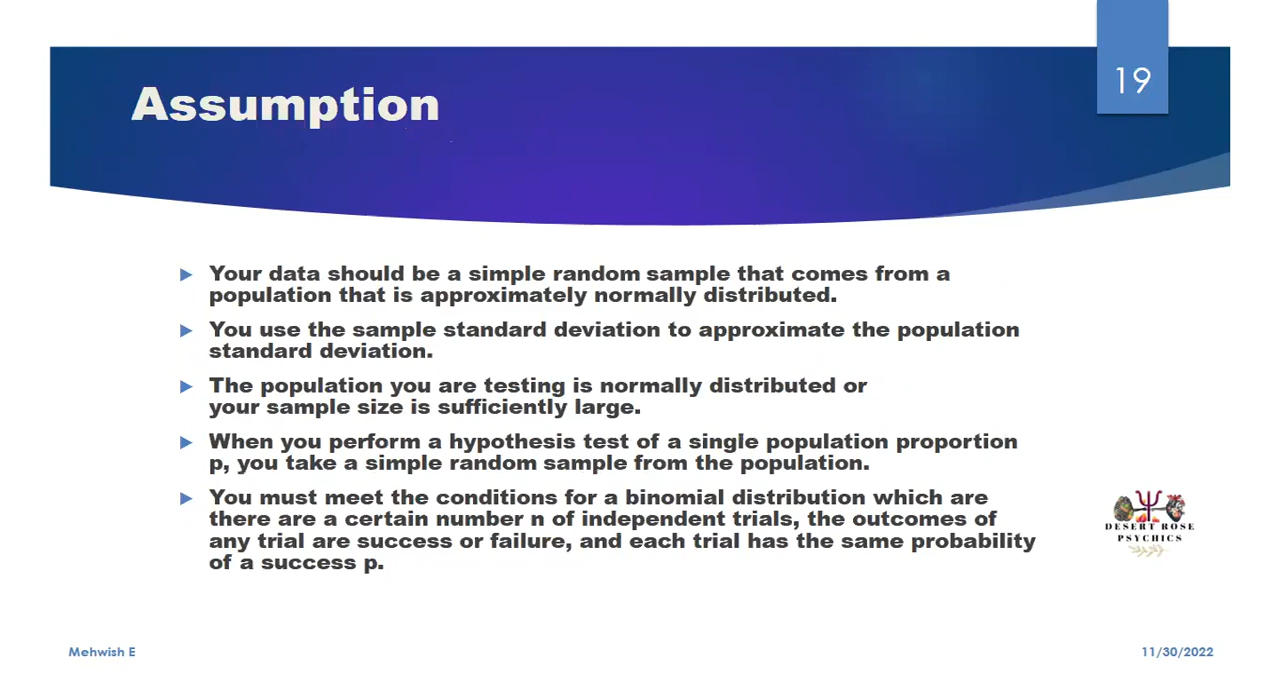 19
Assumption
Your data should be a simple random sample that comes from a
population that is approximately normally distributed.
You use the sample standard deviation to approximate the population
standard deviation.
The population you are testing is normally distributed or
your sample size is sufficiently large.
When you perform a hypothesis test of a single population proportion
p, you take a simple random sample from the population.
You must meet the conditions for a binomial distribution which are
there are a certain number n of independent trials, the outcomes of
any trial are success or failure, and each trial has the same probability
of a success p.
DESERT ROSE
PSYCHICS
Mehwish E
11/30/2022